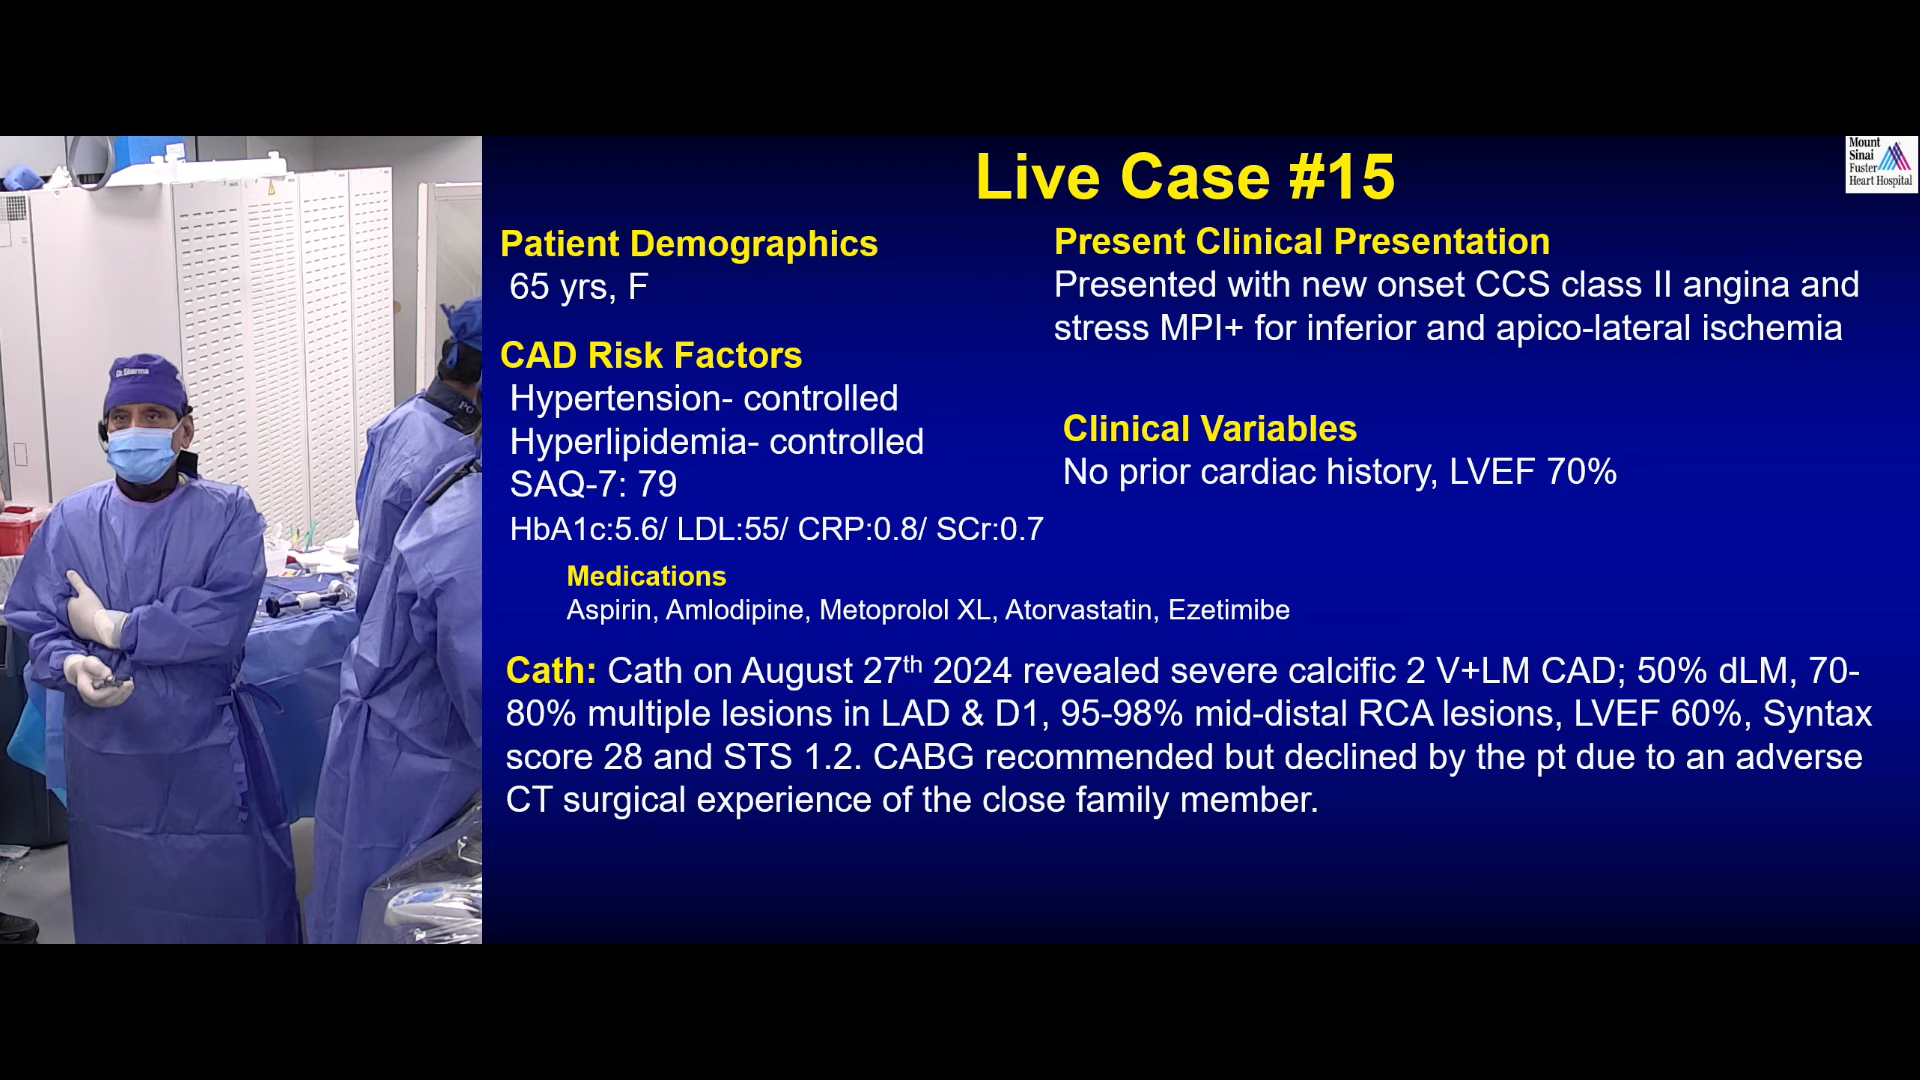 Live Case #15
Mount
Sinai
Fuster
Heart Hospital
Patient Demographics
65 yrs, F
CAD Risk Factors
Hypertension- controlled
Hyperlipidemia- controlled
SAQ-7: 79
HbA1c:5.6/ LDL:55/ CRP:0.8/ SCr:0.7
Present Clinical Presentation
Presented with new onset CCS class II angina and
stress MPI+ for inferior and apico-lateral ischemia
Clinical Variables
No prior cardiac history, LVEF 70%
Medications
Aspirin, Amlodipine, Metoprolol XL, Atorvastatin, Ezetimibe
Cath: Cath on August 27th 2024 revealed severe calcific 2 V+LM CAD; 50% dLM, 70-
80% multiple lesions in LAD & D1, 95-98% mid-distal RCA lesions, LVEF 60%, Syntax
score 28 and STS 1.2. CABG recommended but declined by the pt due to an adverse
CT surgical experience of the close family member.
Dr.Sharma